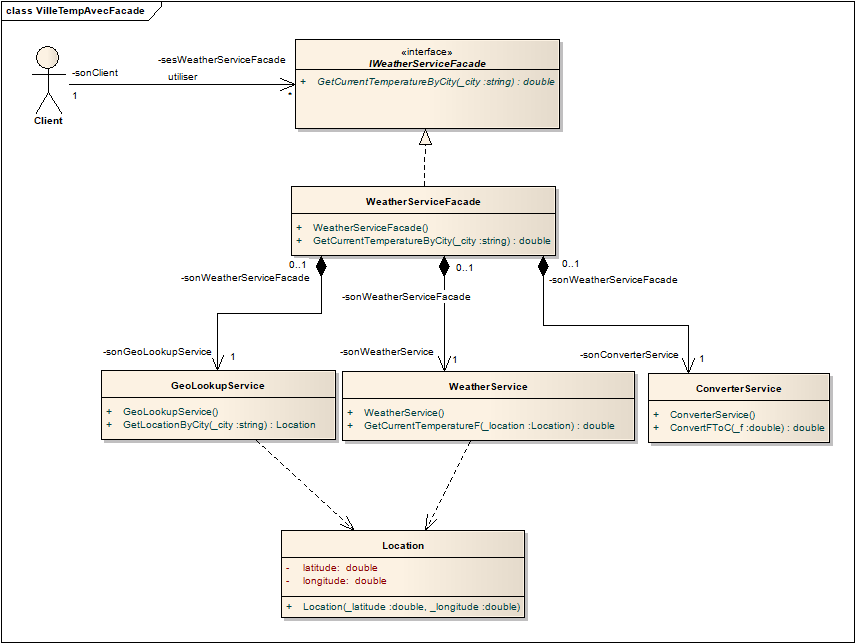 class VilleTempAvecFacade
«interface»
IWeatherServiceFacade
+ GetCurrentTemperatureByCity(_city :string) : double
-sonClient
-sesWeatherServiceFacade
utiliser
1
*
Client
WeatherServiceFacade
+ WeatherServiceFacade()
+ GetCurrentTemperatureByCity(_city :string) : double
0..1
-sonWeatherServiceFacade
0..1
-sonWeatherServiceFacade
0..1
-sonWeatherServiceFacade
-sonGeoLookupService
1
-sonWeatherService
1
-sonConverterService
1
GeoLookupService
+ GeoLookupService()
+ GetLocationByCity(_city :string) : Location
WeatherService
+ WeatherService()
+ GetCurrentTemperatureF(_location :Location) : double
ConverterService
+ ConverterService()
+ ConvertFToC(_f :double) : double
Location
- latitude: double
- longitude: double
+ Location(_latitude :double, _longitude :double)